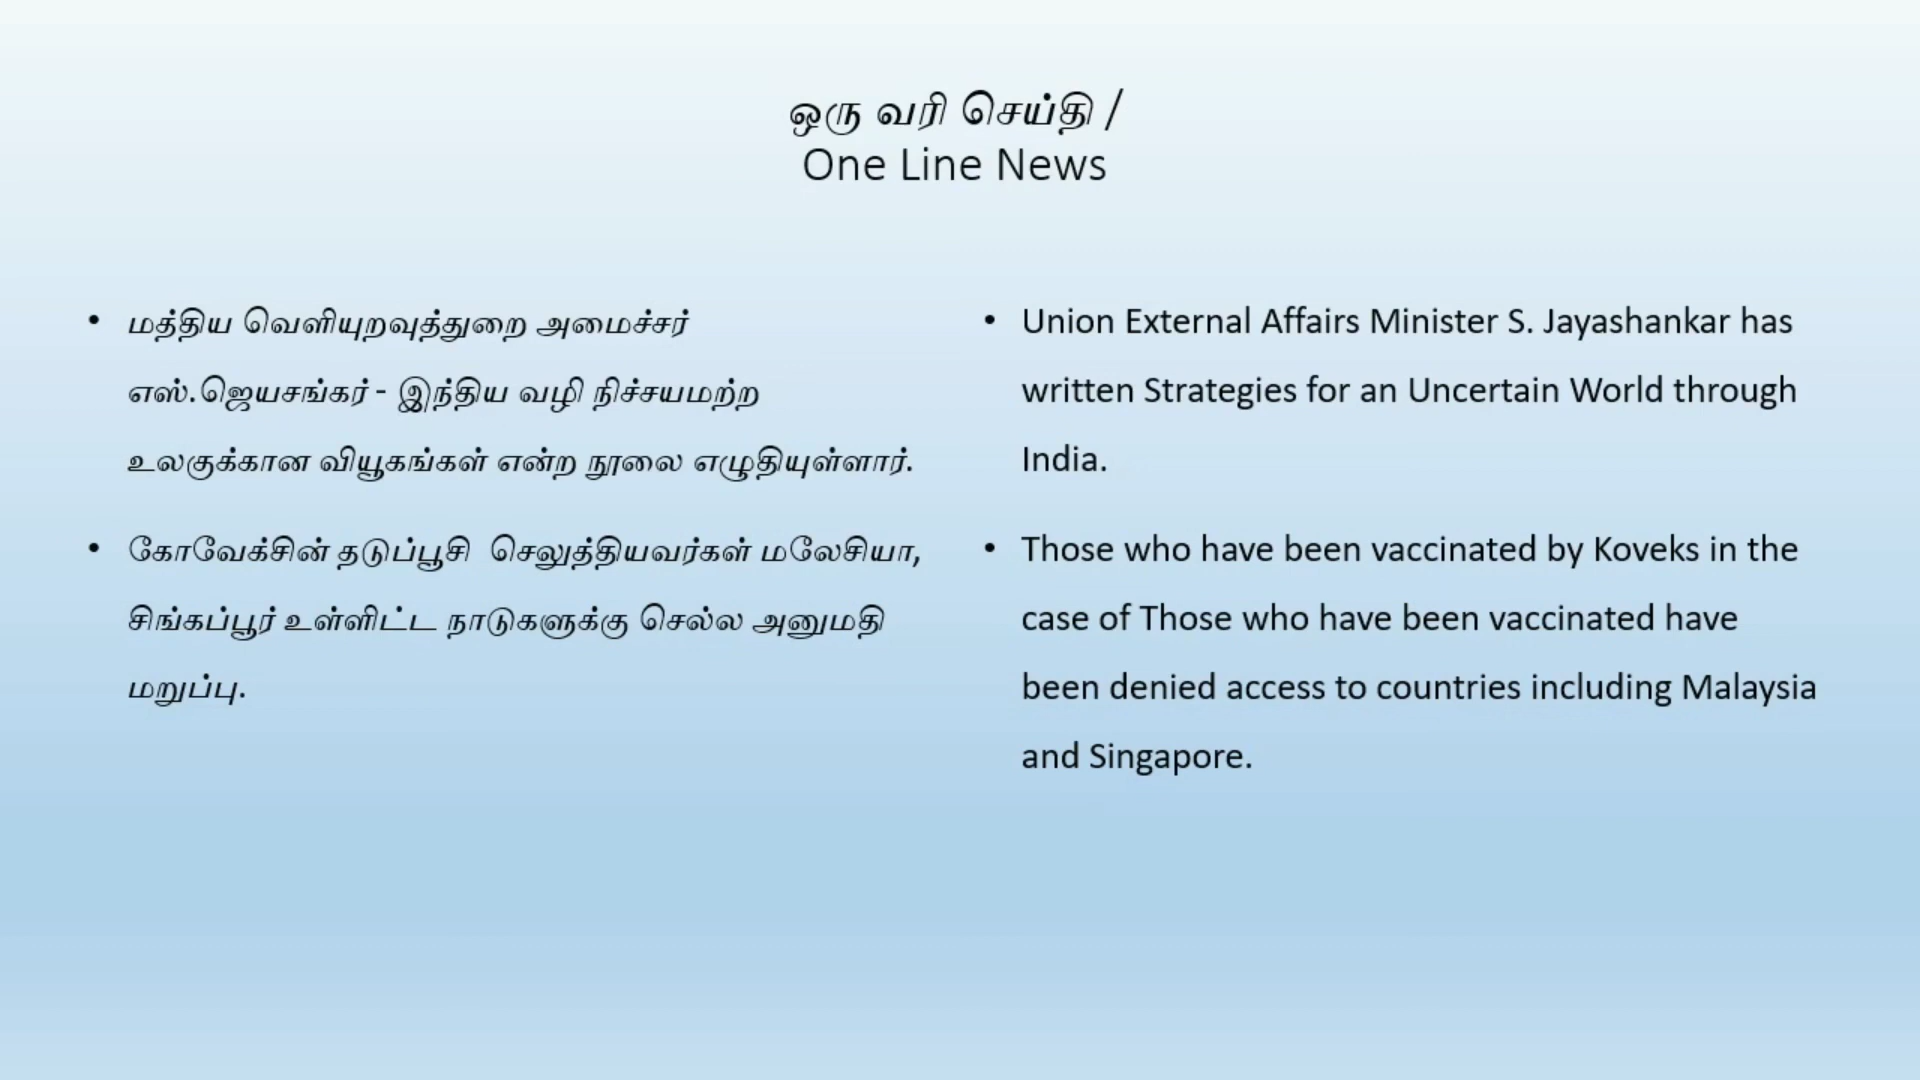 ஒரு வரி செய்தி /
One Line News
• மத்திய வெளியுறவுத்துறை அமைச்சர்
எஸ்.ஜெயசங்கர் - இந்திய வழி நிச்சயமற்ற
உலகுக்கான வியூகங்கள் என்ற நூலை எழுதியுள்ளார்.
• கோவேக்சின் தடுப்பூசி செலுத்தியவர்கள் மலேசியா,
சிங்கப்பூர் உள்ளிட்ட நாடுகளுக்கு செல்ல அனுமதி
மறுப்பு.
• Union External Affairs Minister S. Jayashankar has
written Strategies for an Uncertain World through
India.
• Those who have been vaccinated by Koveks in the
case of Those who have been vaccinated have
been denied access to countries including Malaysia
and Singapore.